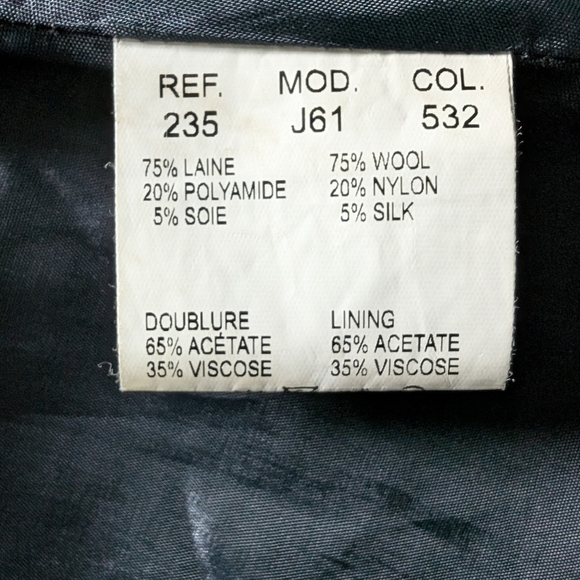 REF. MOD. COL.
235 J61 532
75% LAINE 75% WOOL
20% POLYAMIDE 20% NYLON
5% SOIE 5% SILK
DOUBLURE LINING
65% ACÉTATE 65% ACETATE
35% VISCOSE 35% VISCOSE